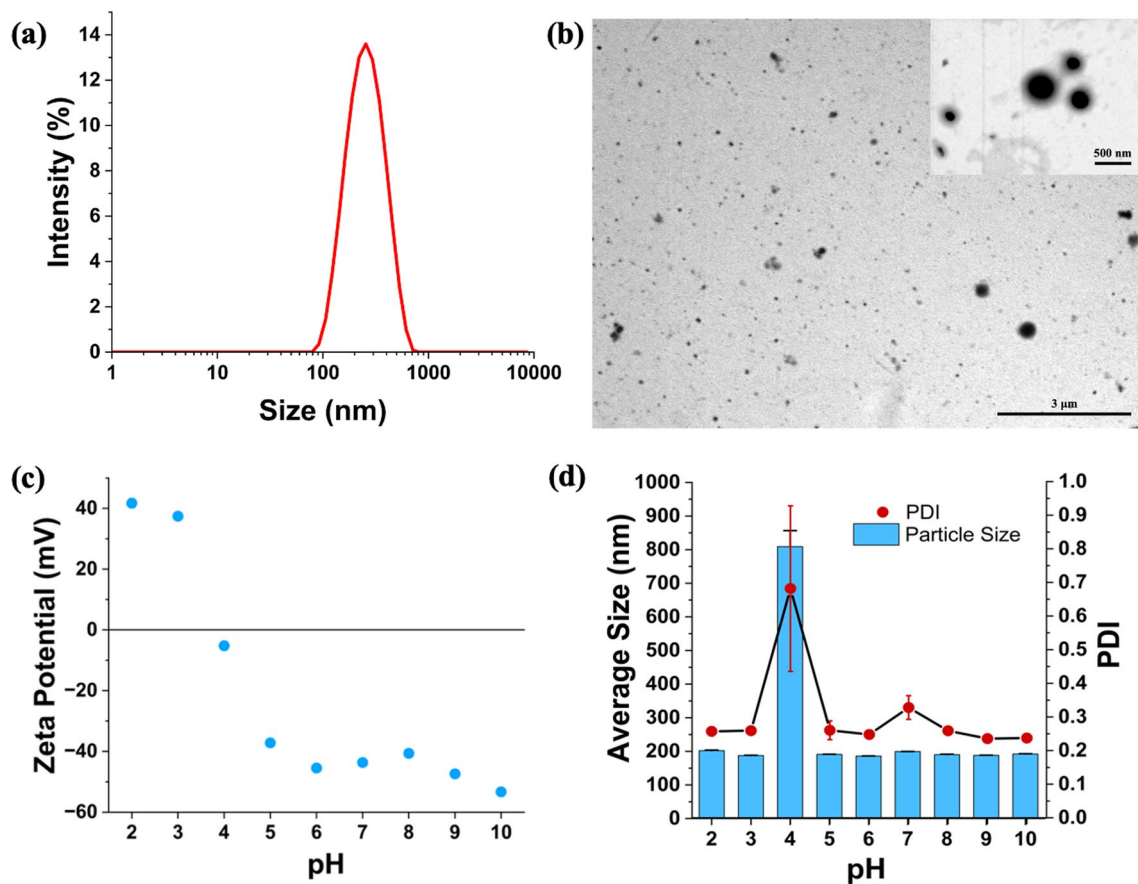 (a)
14
12
10
8
6
4
2
0
Intensity (%)
1 10 100 1000 10000
Size (nm)
(b)
500 nm
3 μm
(c)
40
20
0
−20
−40
−60
Zeta Potential (mV)
2 3 4 5 6 7 8 9 10
pH
(d)
1000
900
800
700
600
500
400
300
200
100
0
Average Size (nm)
PDI
Particle Size
1.0
0.9
0.8
0.7
0.6
0.5
0.4
0.3
0.2
0.1
0.0
PDI
2 3 4 5 6 7 8 9 10
pH